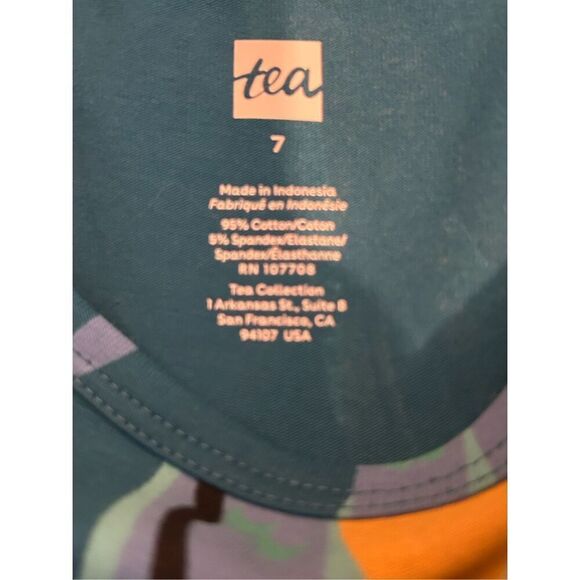 tea
7
Made in Indonesia
Fabriqué en Indonésie
95% Cotton/Coton
5% Spandex/Elastane/
Spandex/Élasthanne
RN 107708
Tea Collection
1 Arkansas St., Suite B
San Francisco, CA
94107 USA